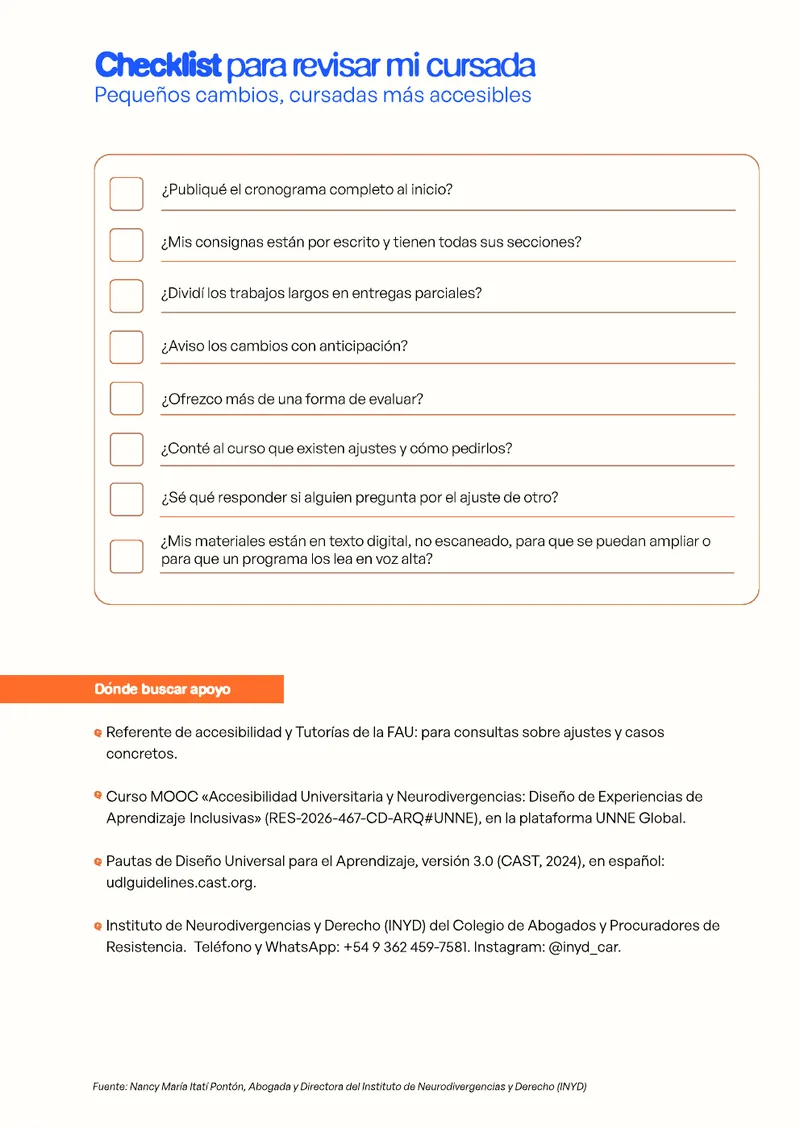 Checklist para revisar mi cursada
Pequeños cambios, cursadas más accesibles
¿Publiqué el cronograma completo al inicio?
¿Mis consignas están por escrito y tienen todas sus secciones?
¿Dividí los trabajos largos en entregas parciales?
¿Aviso los cambios con anticipación?
¿Ofrezco más de una forma de evaluar?
¿Conté al curso que existen ajustes y cómo pedirlos?
¿Sé qué responder si alguien pregunta por el ajuste de otro?
¿Mis materiales están en texto digital, no escaneado, para que se puedan ampliar o
para que un programa los lea en voz alta?
Dónde buscar apoyo
Referente de accesibilidad y Tutorías de la FAU: para consultas sobre ajustes y casos
concretos.
Curso MOOC «Accesibilidad Universitaria y Neurodivergencias: Diseño de Experiencias de
Aprendizaje Inclusivas» (RES-2026-467-CD-ARQ#UNNE), en la plataforma UNNE Global.
Pautas de Diseño Universal para el Aprendizaje, versión 3.0 (CAST, 2024), en español:
udlguidelines.cast.org.
Instituto de Neurodivergencias y Derecho (INYD) del Colegio de Abogados y Procuradores de
Resistencia. Teléfono y WhatsApp: +54 9 362 459-7581. Instagram: @inyd_car.
Fuente: Nancy María Itatí Pontón, Abogada y Directora del Instituto de Neurodivergencias y Derecho (INYD)